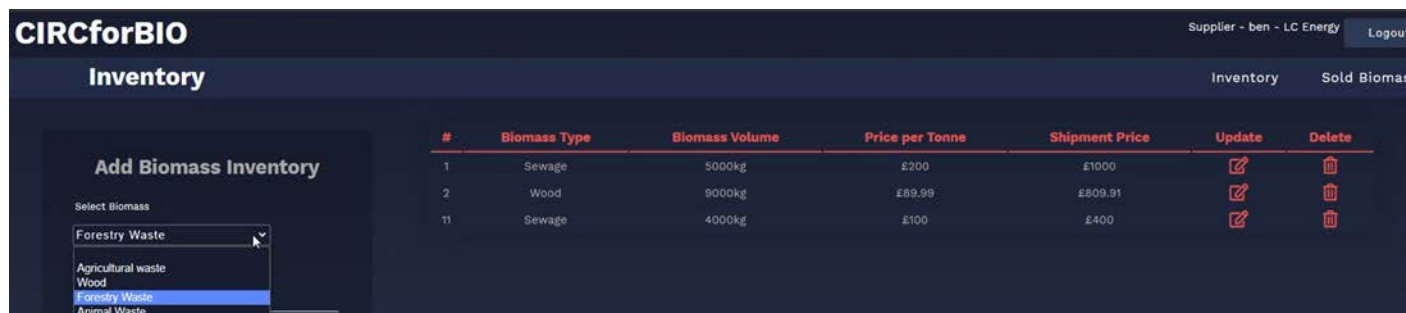 CIRCforBIO
Supplier - ben - LC Energy Logout
Inventory
Inventory Sold Biomas
Add Biomass Inventory
Select Biomass
Forestry Waste
Agricultural waste
Wood
Forestry Waste
Animal Waste
# Biomass Type Biomass Volume Price per Tonne Shipment Price Update Delete
1 Sewage 5000kg £200 £1000
2 Wood 9000kg £89.99 £809.91
11 Sewage 4000kg £100 £400